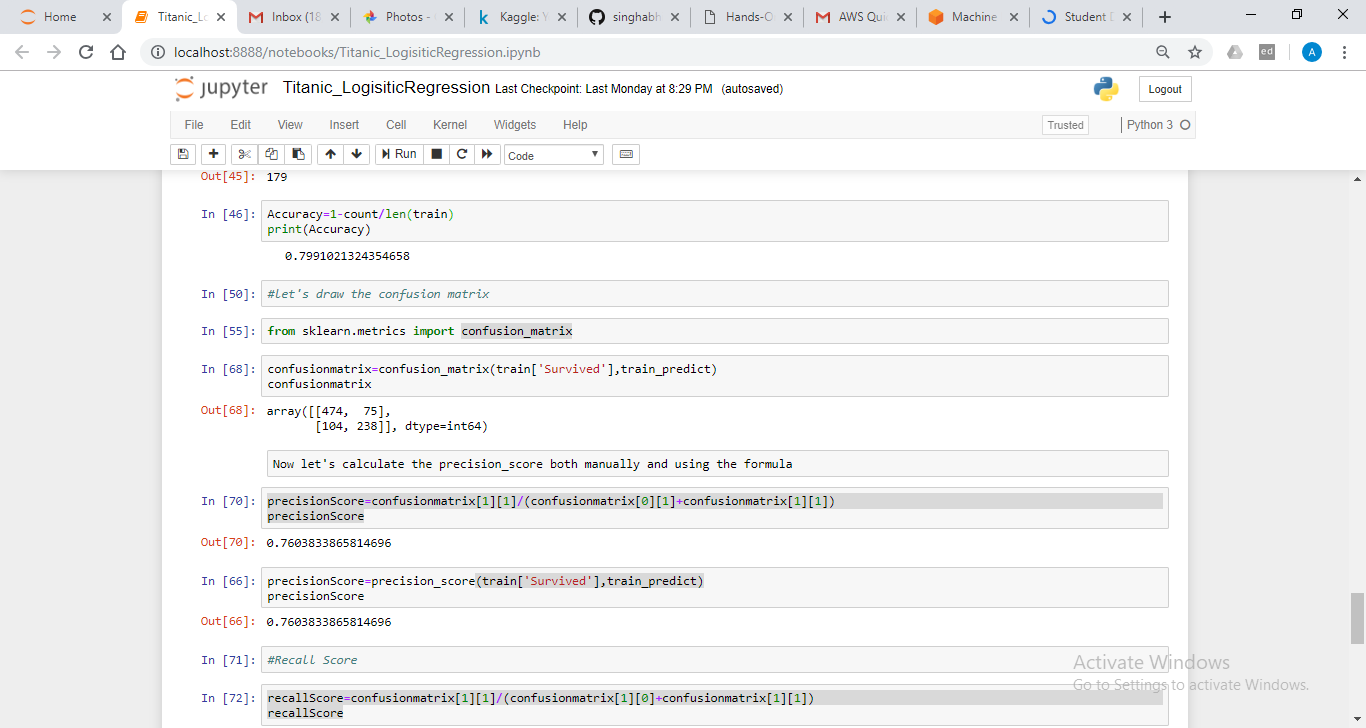 Home
Titanic_Lo
Inbox (18
Photos -
Kaggle: Y
singhabh
Hands-O
AWS Qui
Machine
Student D
localhost:8888/notebooks/Titanic_LogisiticRegression.ipynb
ed
A
jupyter Titanic_LogisiticRegression Last Checkpoint: Last Monday at 8:29 PM (autosaved)
Logout
File Edit View Insert Cell Kernel Widgets Help
Trusted
Python 3
Run
Code
Out[45]: 179
In [46]: Accuracy=1-count/len(train)
print(Accuracy)
0.7991021324354658
In [50]: #let's draw the confusion matrix
In [55]: from sklearn.metrics import confusion_matrix
In [68]: confusionmatrix=confusion_matrix(train['Survived'],train_predict)
confusionmatrix
Out[68]: array([[474,  75],
[104, 238]], dtype=int64)
Now let's calculate the precision_score both manually and using the formula
In [70]: precisionScore=confusionmatrix[1][1]/(confusionmatrix[0][1]+confusionmatrix[1][1])
precisionScore
Out[70]: 0.7603833865814696
In [66]: precisionScore=precision_score(train['Survived'],train_predict)
precisionScore
Out[66]: 0.7603833865814696
In [71]: #Recall Score
In [72]: recallScore=confusionmatrix[1][1]/(confusionmatrix[1][0]+confusionmatrix[1][1])
recallScore
Activate Windows
Go to Settings to activate Windows.